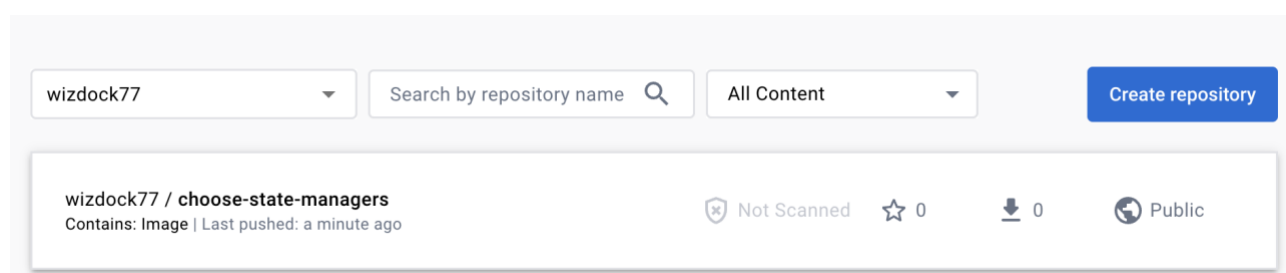 wizdock77 Search by repository name All Content Create repository
wizdock77 / choose-state-managers Not Scanned 0 0 Public
Contains: Image | Last pushed: a minute ago